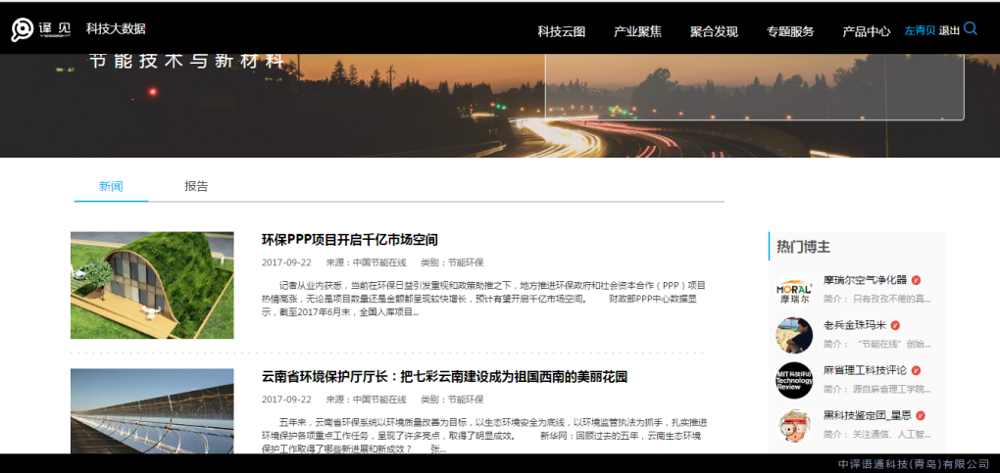 译见 科技大数据 科技云图 产业聚焦 聚合发现 专题服务 产品中心 左青贝 退出
YEESIGHT
节能技术与新材料
新闻 报告
环保PPP项目开启千亿市场空间
2017-09-22 来源：中国节能在线 类别：节能环保
记者从业内获悉，当前在环保日益引发重视和政策助推之下，地方推进环保政府和社会资本合作（PPP）项目
热情高涨，无论是项目数量还是金额都呈现较快增长，预计有望开启千亿市场空间。 财政部PPP中心数据显
示，截至2017年6月末，全国入库项目...
云南省环境保护厅厅长：把七彩云南建设成为祖国西南的美丽花园
2017-09-22 来源：中国节能在线 类别：节能环保
五年来，云南省环保系统以环境质量改善为目标，以生态环境安全为底线，以环境监管执法为抓手，扎实推进
环境保护各项重点工作任务，呈现了许多亮点，取得了明显成效。 新华网：回顾过去的五年，云南生态环境
保护工作取得了哪些新进展和新成效？ 张...
热门博主
MORAL
摩瑞尔
摩瑞尔空气净化器
简介： 只有孜孜不倦的真...
老兵金珠玛米
简介： “节能在线”创始...
MIT 科技评论
Technology
Review
麻省理工科技评论
简介： 源自麻省理工学院...
黑科技鉴定团_星恩
简介： 关注通信、人工智...
中译语通科技(青岛)有限公司